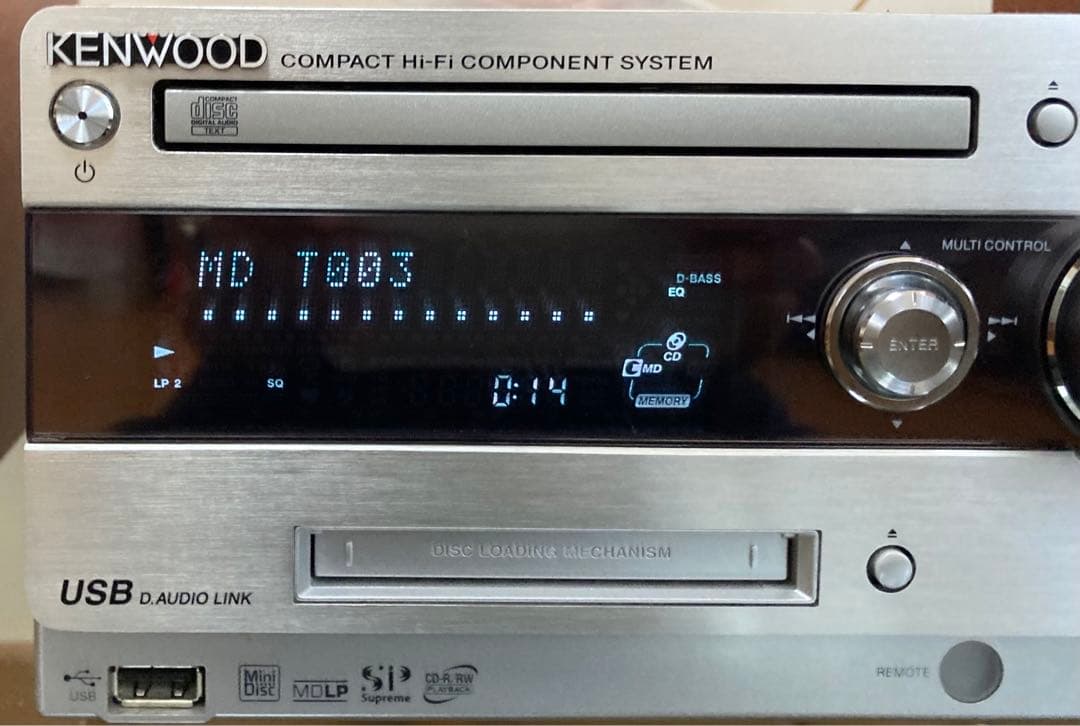 KENWOOD COMPACT Hi-Fi COMPONENT SYSTEM
COMPACT
disc
DIGITAL AUDIO
TEXT
MULTI CONTROL
MD T003
D-BASS
EQ
ENTER
CD
MD
LP 2 SQ 0:14 MEMORY
DISC LOADING MECHANISM
USB D.AUDIO LINK
USB
Mini
Disc
MDLP
Supreme
CD-R/RW
PLAYBACK
REMOTE